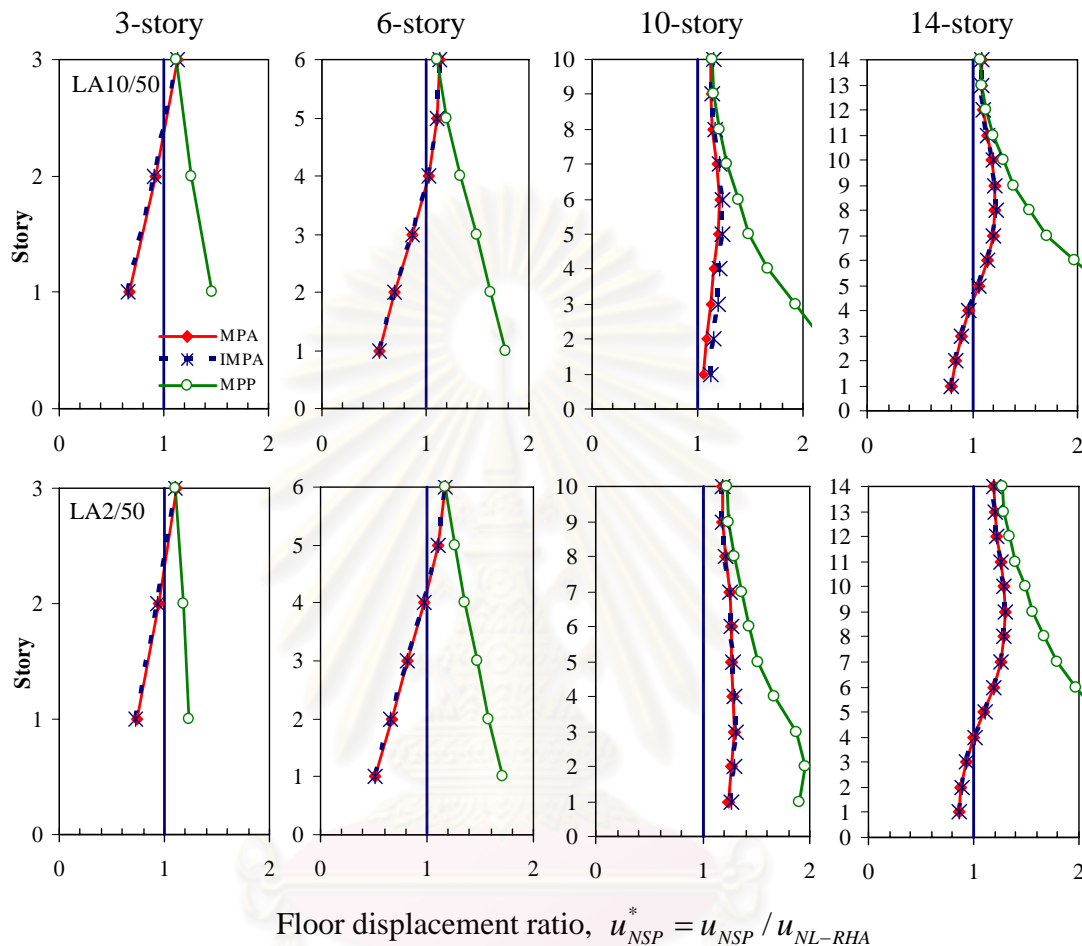 3-story 6-story 10-story 14-story
3 6 10 14
LA10/50
9 13
12
5 8 11
2 4 7 10
6 9
8
Story
3 5 7
4 6
1 2 3 5
4
MPA
IMPA
MPP
1 2 3
1 2
1
0 0 0 0
0 1 2 0 1 2 0 1 2 0 1 2
3 6 10 14
LA2/50
9 13
12
5 8 11
2 4 7 10
6 9
8
Story
3 5 7
4 6
1 2 3 5
4
1 2 3
1 2
1
0 0 0 0
0 1 2 0 1 2 0 1 2 0 1 2
Floor displacement ratio, u*NSP = uNSP / uNL−RHA